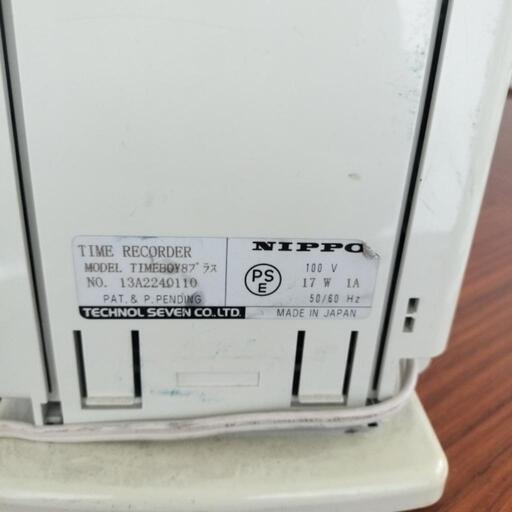 TIME RECORDER
MODEL TIMEBOY8プラス
NO. 13A2240110
PAT. & P. PENDING
TECHNOL SEVEN CO., LTD.
NIPPO
PS
E
100 V
17 W 1A
50/60 Hz
MADE IN JAPAN